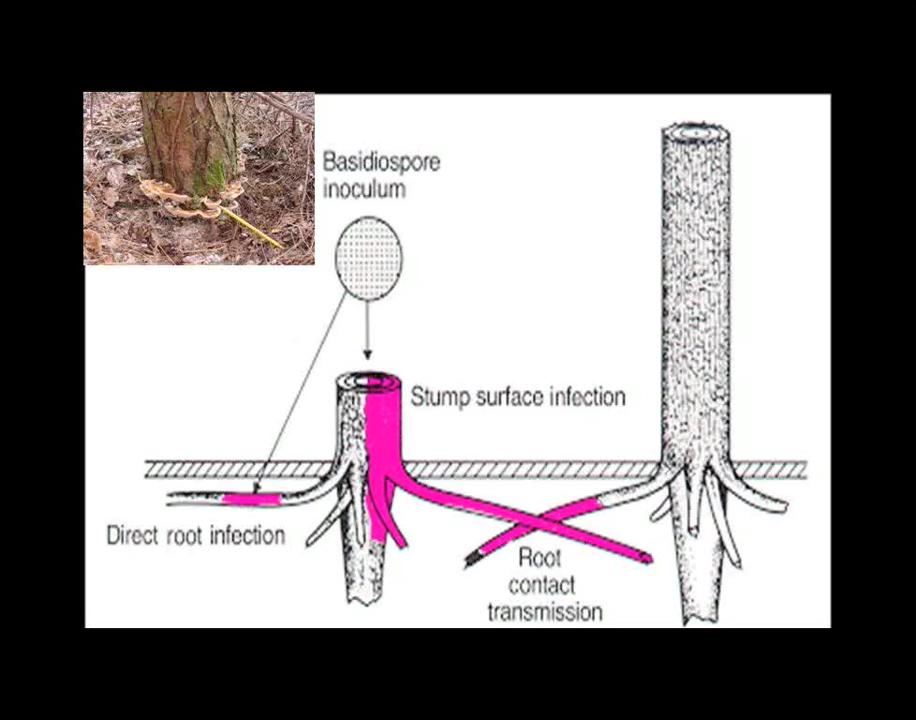 Basidiospore
inoculum
Stump surface infection
Direct root infection
Root
contact
transmission